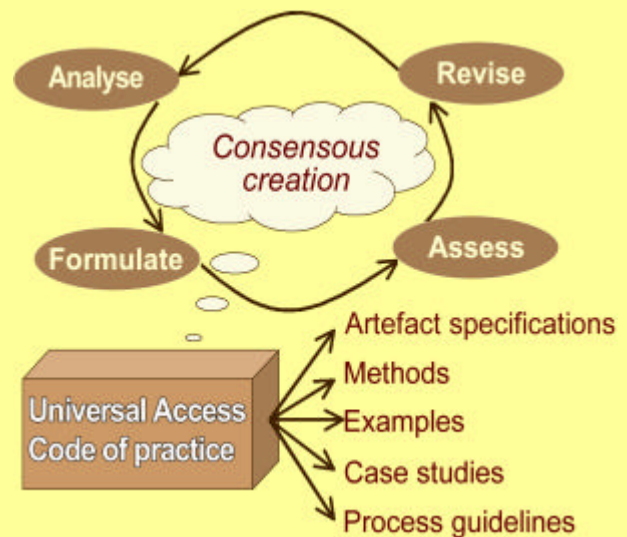 Analyse
Revise
Consensous
creation
Formulate
Assess
Artefact specifications
Methods
Examples
Case studies
Process guidelines
Universal Access
Code of practice